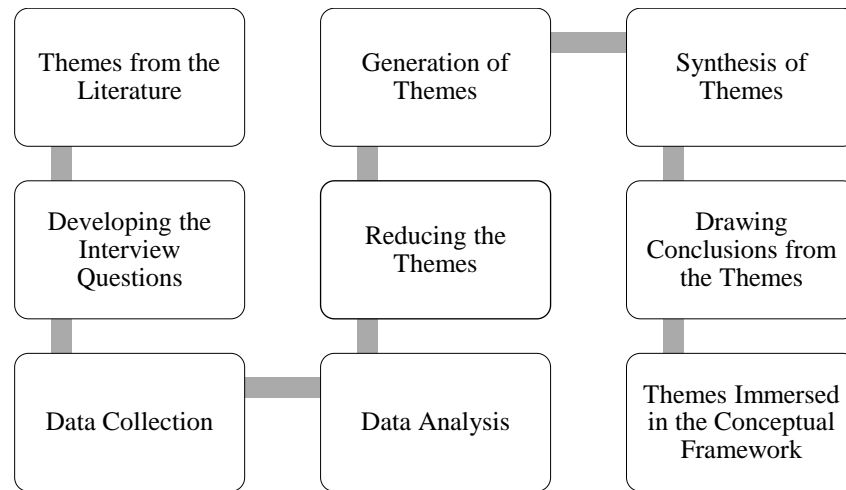 Themes from the
Literature
Developing the
Interview
Questions
Data Collection
Data Analysis
Reducing the
Themes
Generation of
Themes
Synthesis of
Themes
Drawing
Conclusions from
the Themes
Themes Immersed
in the Conceptual
Framework